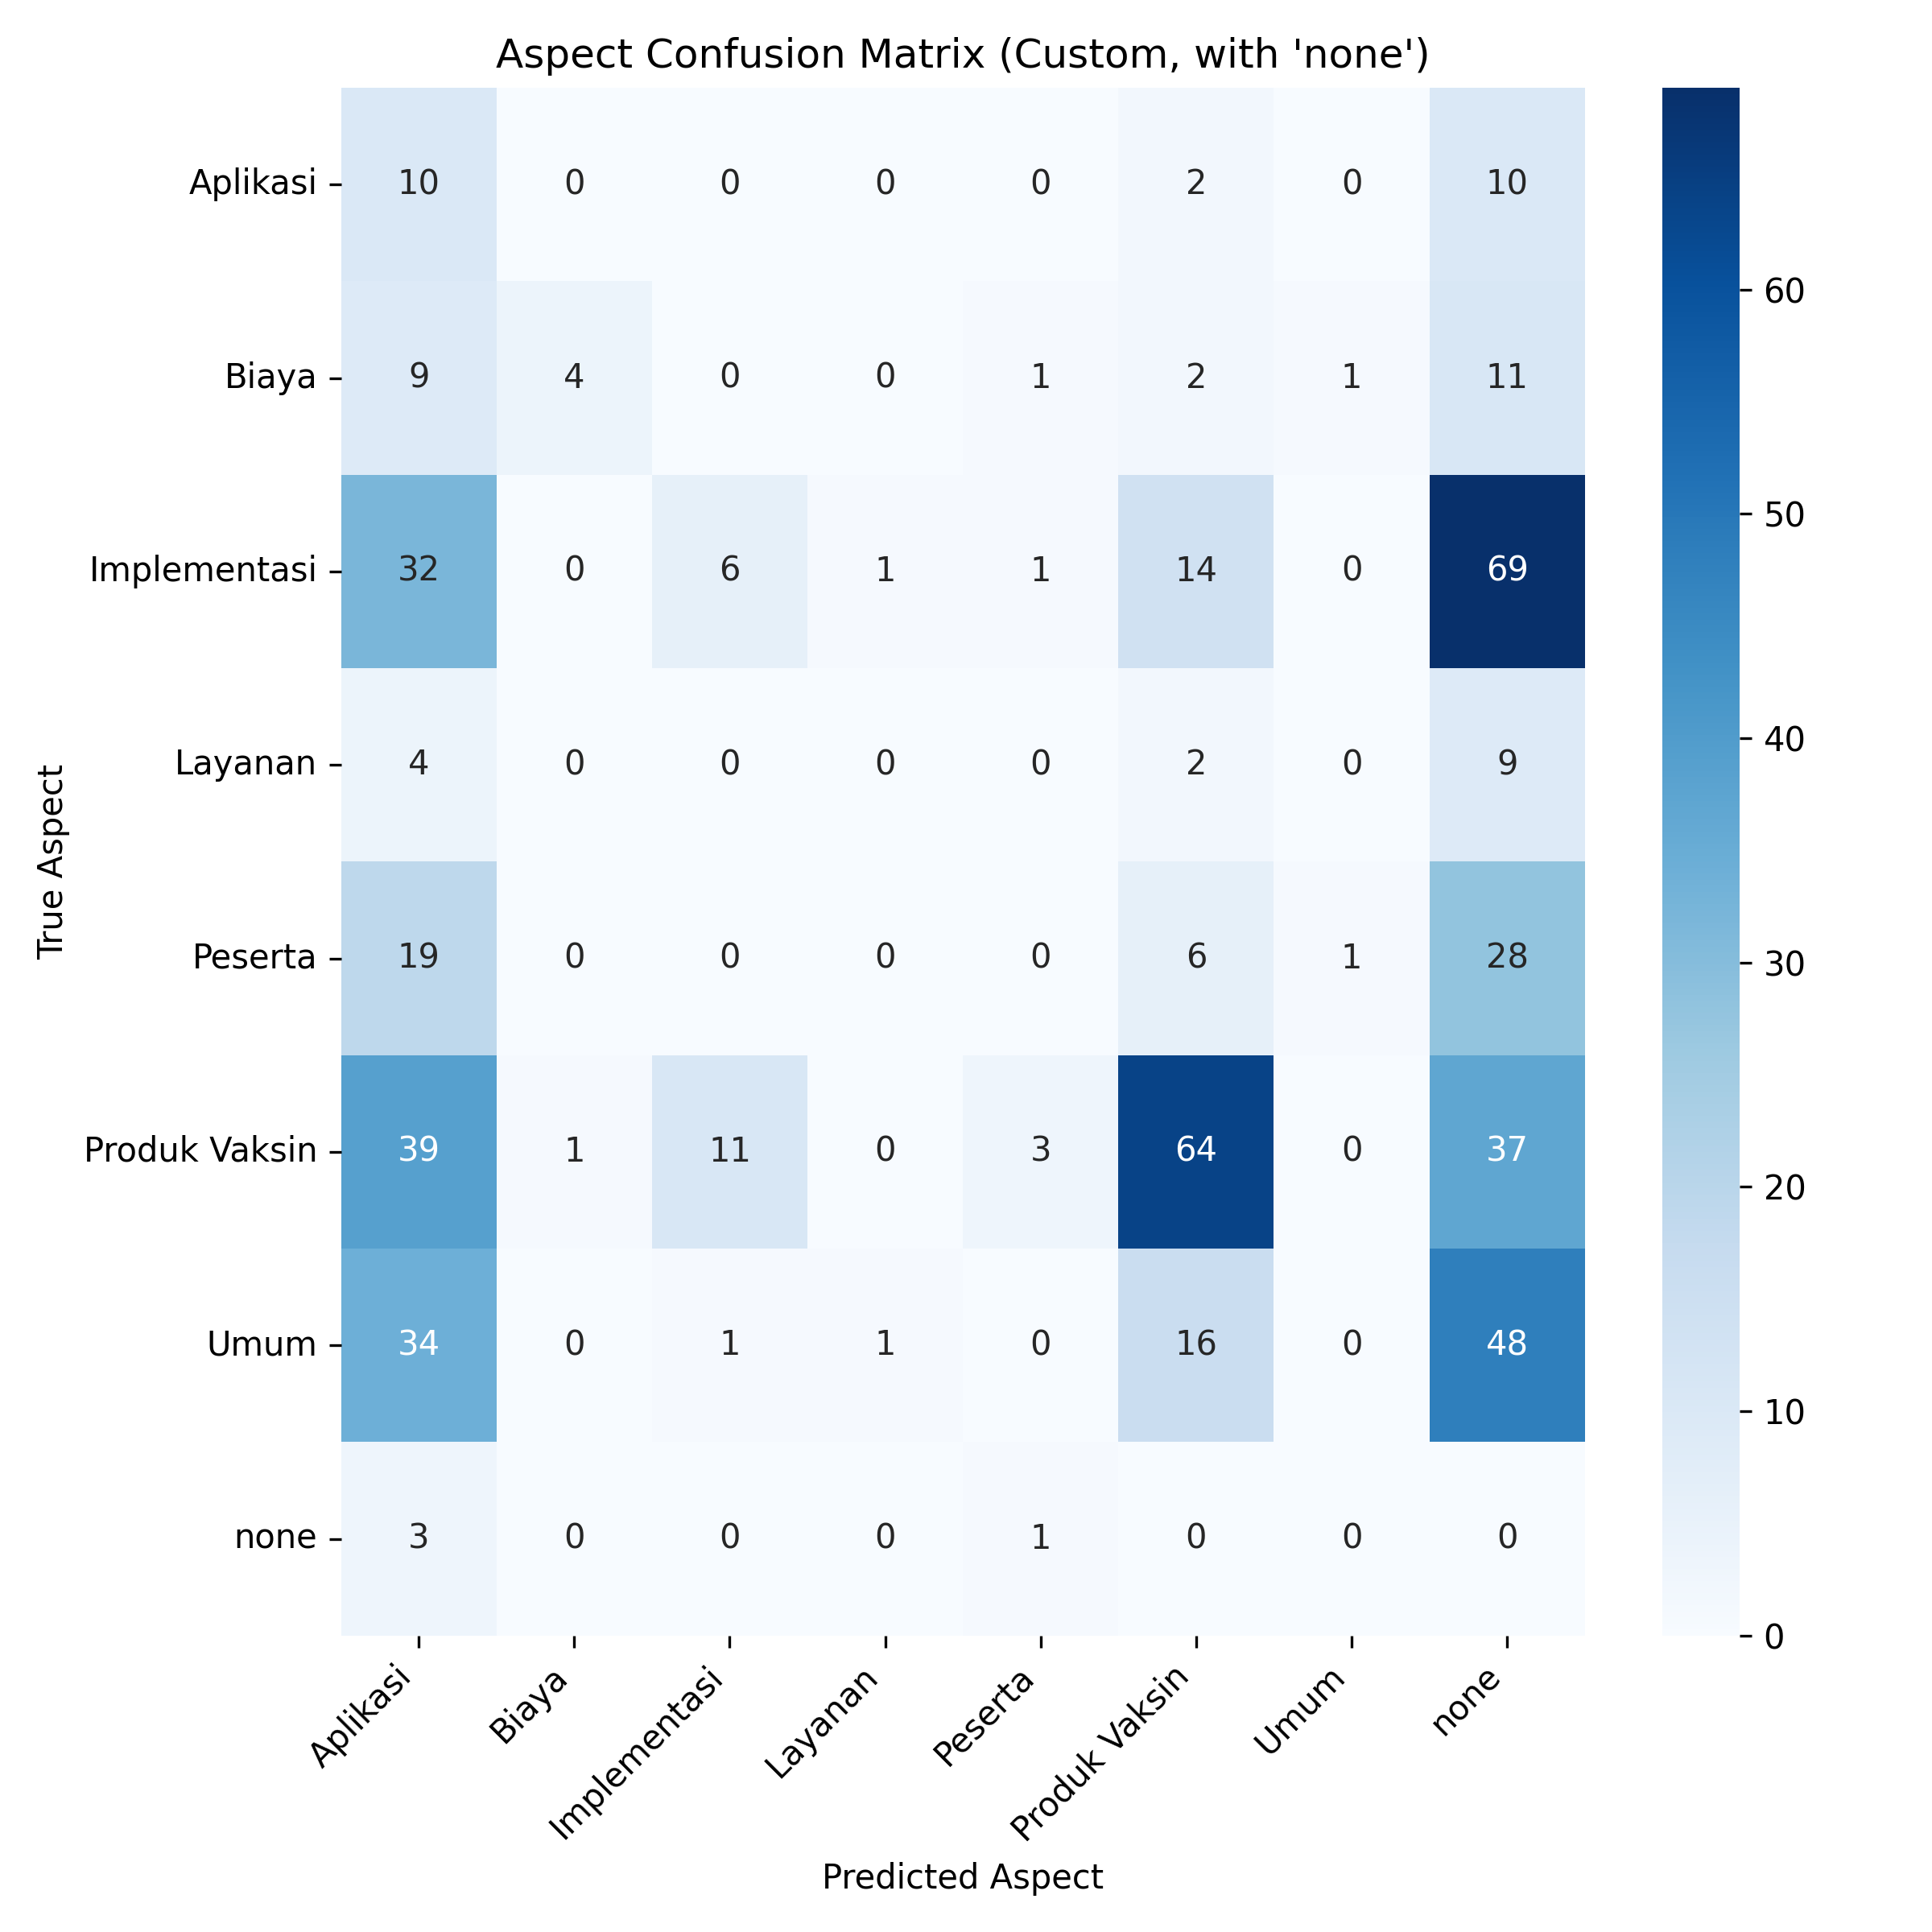 Aspect Confusion Matrix (Custom, with 'none')
True Aspect
Aplikasi 10 0 0 0 0 2 0 10
Biaya 9 4 0 0 1 2 1 11
Implementasi 32 0 6 1 1 14 0 69
Layanan 4 0 0 0 0 2 0 9
Peserta 19 0 0 0 0 6 1 28
Produk Vaksin 39 1 11 0 3 64 0 37
Umum 34 0 1 1 0 16 0 48
none 3 0 0 0 1 0 0 0
Aplikasi Biaya Implementasi Layanan Peserta Produk Vaksin Umum none
Predicted Aspect
60
50
40
30
20
10
0